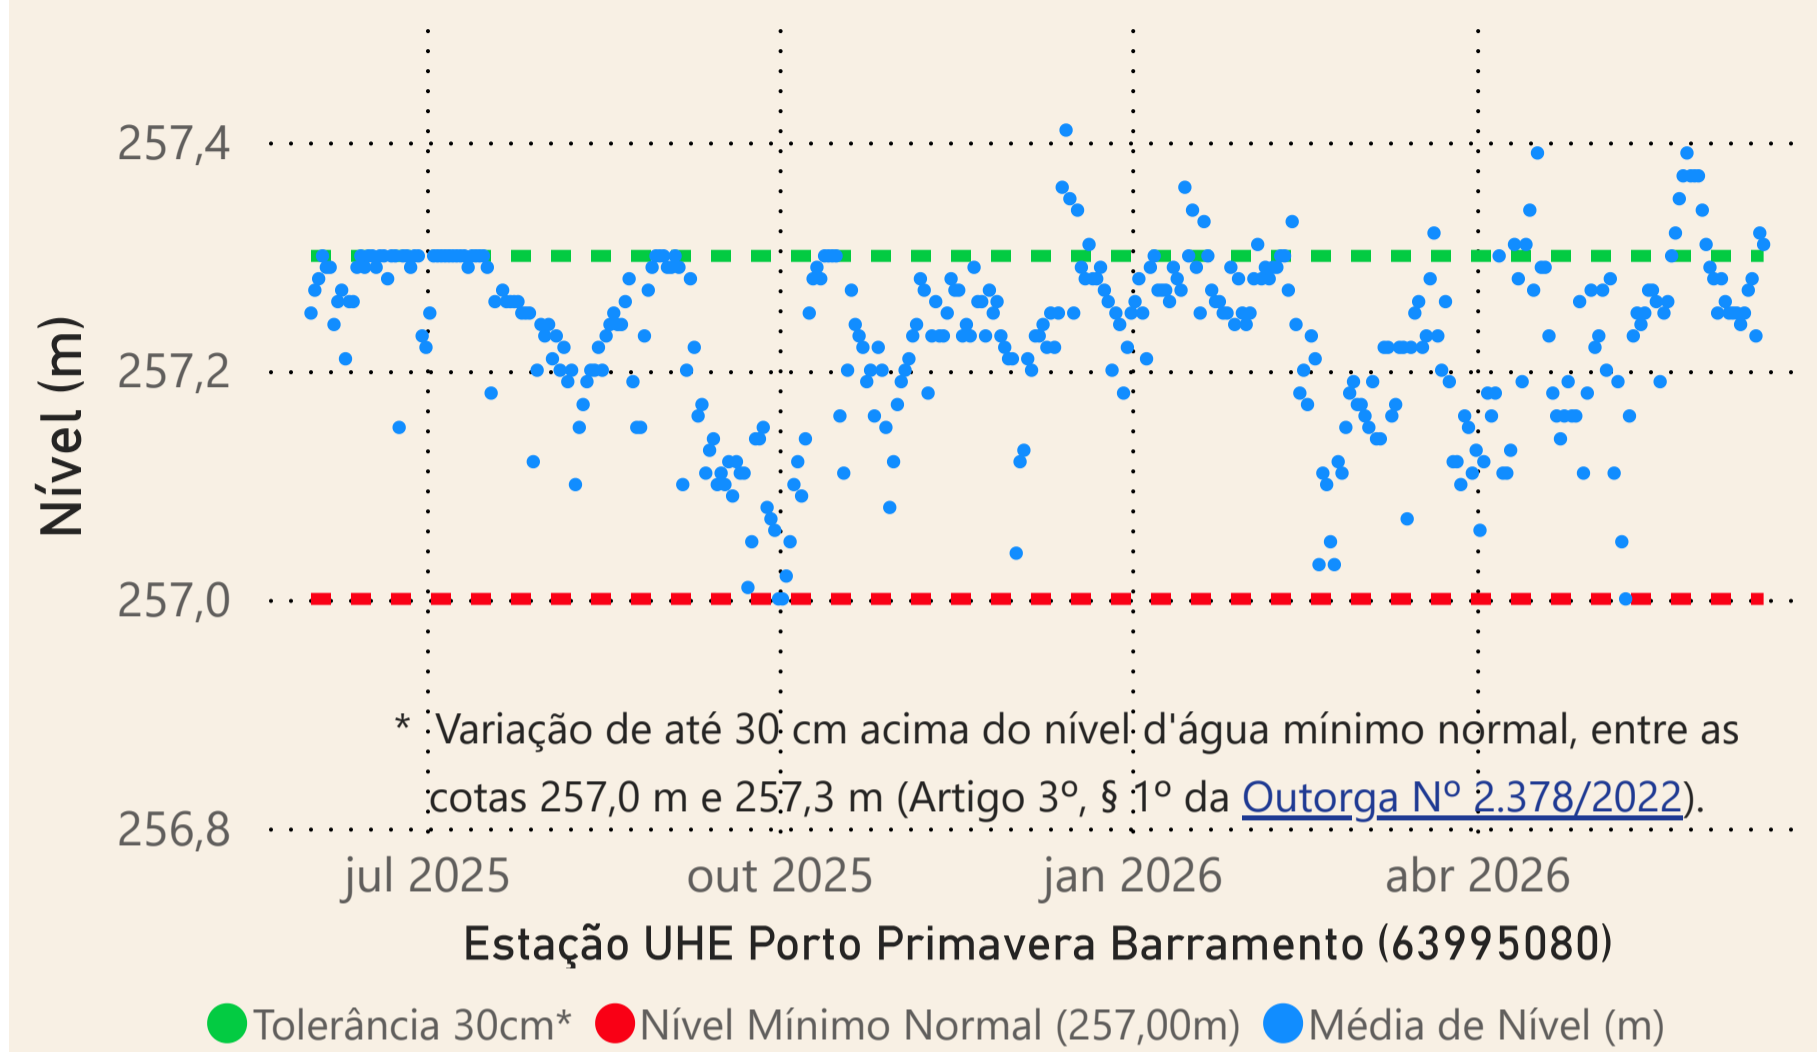 Nível (m)
257,4
257,2
257,0
256,8
* Variação de até 30 cm acima do nível d'água mínimo normal, entre as
cotas 257,0 m e 257,3 m (Artigo 3º, § 1º da Outorga Nº 2.378/2022).
jul 2025 out 2025 jan 2026 abr 2026
Estação UHE Porto Primavera Barramento (63995080)
Tolerância 30cm* Nível Mínimo Normal (257,00m) Média de Nível (m)